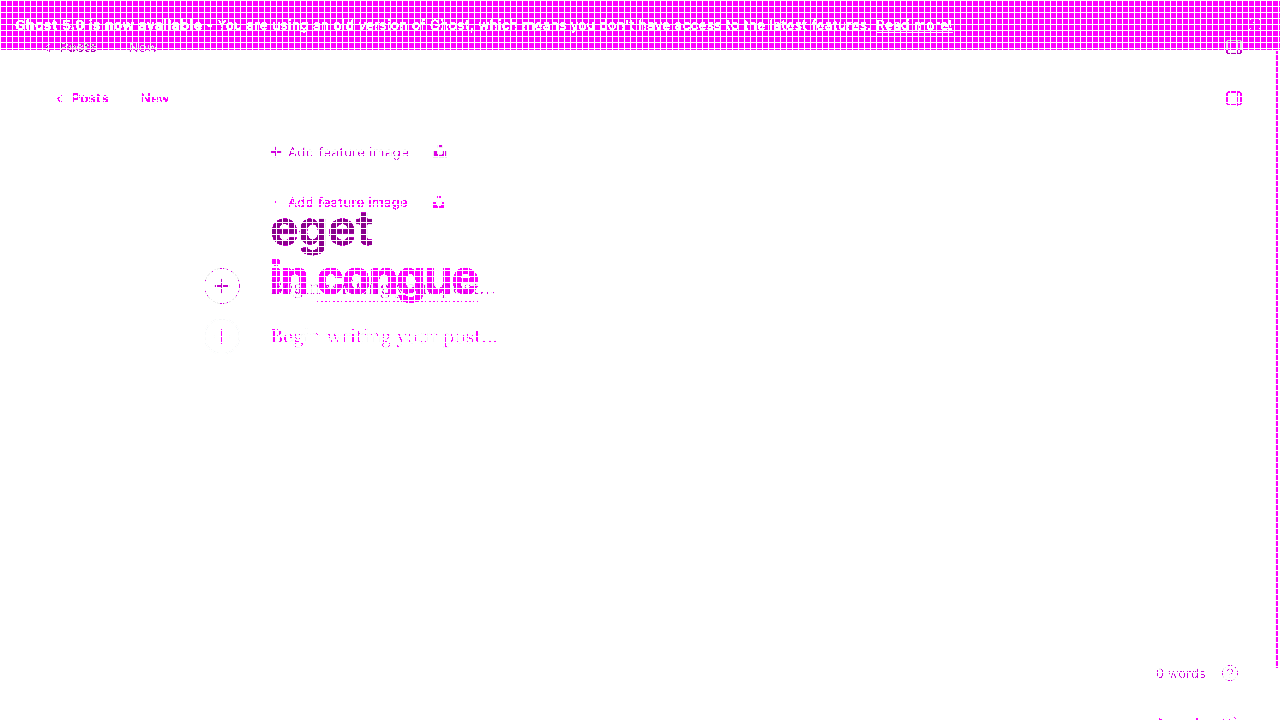 Ghost 5.0 is now available - You are using an old version of Ghost, which means you don't have access to the latest features. Read more!
Posts New
Posts New
Add feature image
Add feature image
eget
in congue
Begin writing your post...
0 words